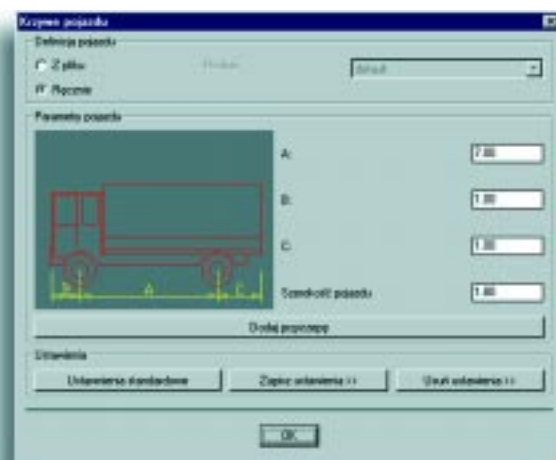 Krzywe pojazdu
Definicja pojazdu
Z pliku
default
Ręcznie
Parametry pojazdu
A:
7.00
B:
1.00
C:
1.00
B
A
C
Szerokość pojazdu
1.80
Dodaj przyczepę
Ustawienia
Ustawienia standardowe
Zapisz ustawienia >>
Usuń ustawienia >>
OK